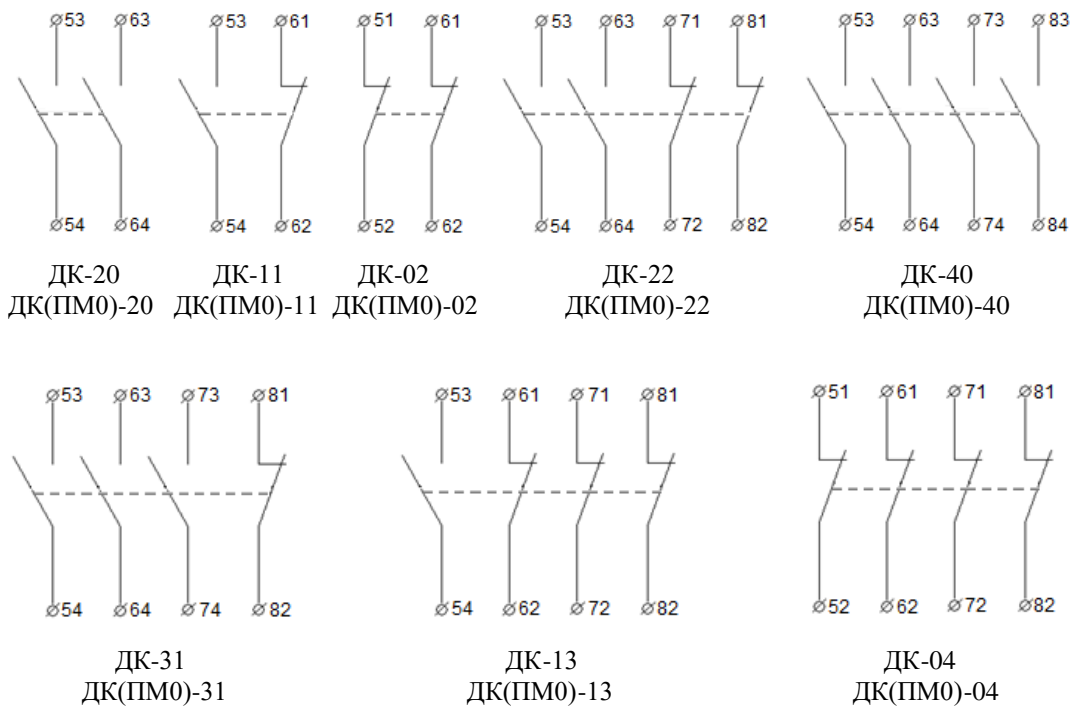 53 63 53 61 51 61 53 63 71 81 53 63 73 83
54 64 54 62 52 62 54 64 72 82 54 64 74 84
ДК-20 ДК-11 ДК-02 ДК-22 ДК-40
ДК(ПМ0)-20 ДК(ПМ0)-11 ДК(ПМ0)-02 ДК(ПМ0)-22 ДК(ПМ0)-40
53 63 73 81 53 61 71 81 51 61 71 81
54 64 74 82 54 62 72 82 52 62 72 82
ДК-31 ДК-13 ДК-04
ДК(ПМ0)-31 ДК(ПМ0)-13 ДК(ПМ0)-04